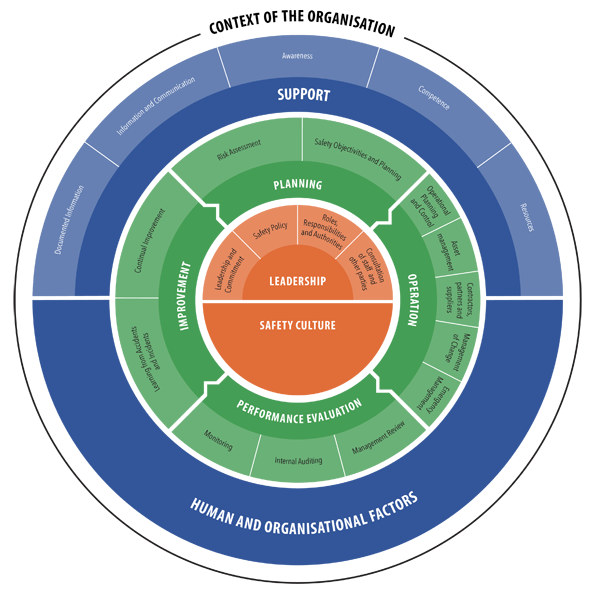 CONTEXT OF THE ORGANISATION
Documented Information
Information and Communication
Awareness
Competence
Resources
SUPPORT
Risk Assessment
Safety Objectivities and Planning
PLANNING
Operational
Planning
and Control
Asset
management
Contractors,
partners and
suppliers
Management
of Change
Emergency
Management
OPERATION
Continual Improvement
Learning from Accidents
and Incidents
IMPROVEMENT
Leadership and
Commitment
Safety Policy
Roles,
Responsibilities
and Authorities
Consultation
of staff and
other parties
LEADERSHIP
SAFETY CULTURE
PERFORMANCE EVALUATION
Monitoring
Internal Auditing
Management Review
HUMAN AND ORGANISATIONAL FACTORS